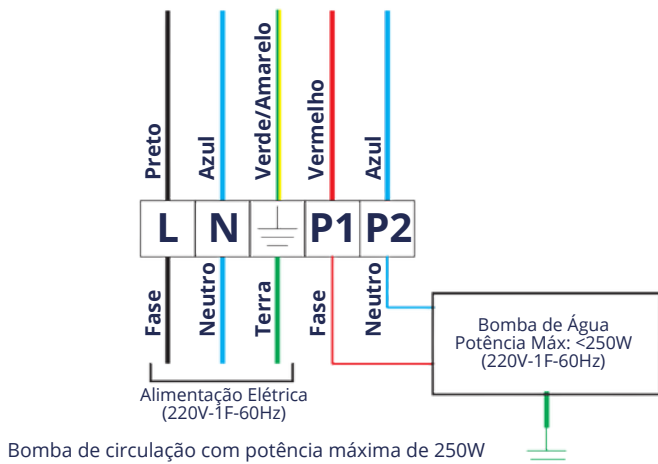 Preto
Azul
Verde/Amarelo
Vermelho
Azul
L N P1 P2
Fase
Neutro
Terra
Fase
Neutro
Bomba de Água
Potência Máx: <250W
(220V-1F-60Hz)
Alimentação Elétrica
(220V-1F-60Hz)
Bomba de circulação com potência máxima de 250W